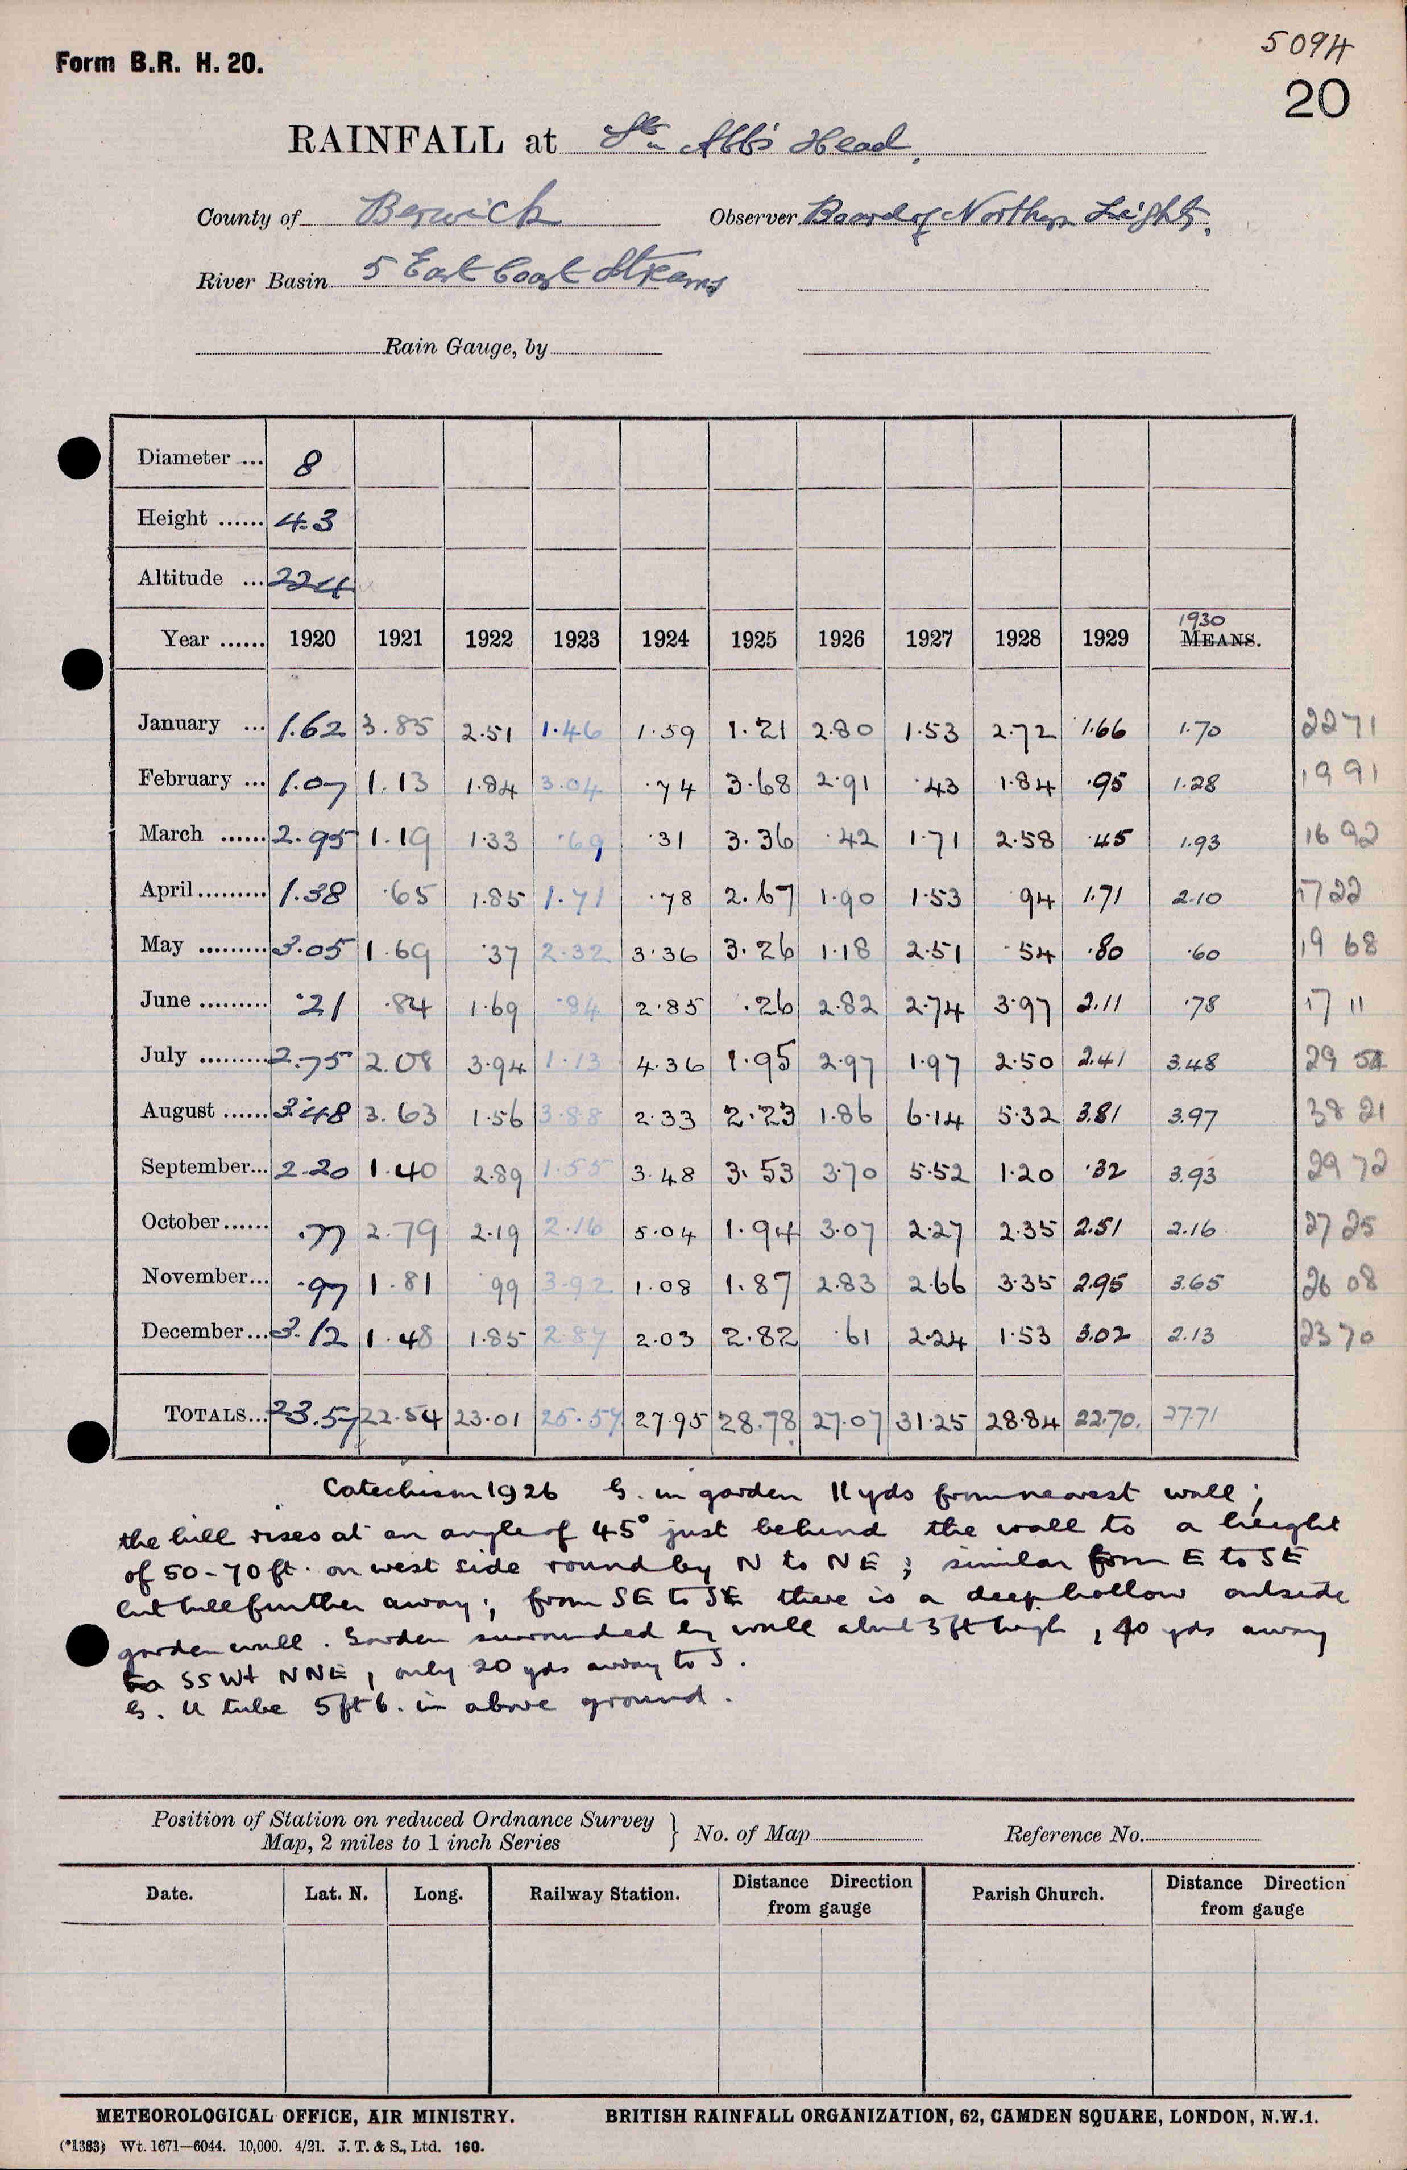 Form B.R. H. 20.
5094
20
RAINFALL at St Abb's Head.
County of Berwick Observer Board of Northern Lights.
River Basin 5 East Coast Streams
Rain Gauge, by
Diameter ... 8
Height ...... 4.3
Altitude ... 224
1930
Year ...... 1920 1921 1922 1923 1924 1925 1926 1927 1928 1929 MEANS.
January ... 1.62 3.85 2.51 1.46 1.59 1.21 2.80 1.53 2.72 1.66 1.70 2271
February ... 1.07 1.13 1.84 3.04 .74 3.68 2.91 .43 1.84 .95 1.28 1991
March ...... 2.95 1.19 1.33 .69 .31 3.36 .42 1.71 2.58 .45 1.93 1692
April ......... 1.38 .65 1.85 1.71 .78 2.67 1.90 1.53 94 1.71 2.10 1722
May ......... 3.05 1.69 .37 2.32 3.36 3.26 1.18 2.51 .54 .80 .60 1968
June ......... .21 .84 1.69 .94 2.85 .26 2.82 2.74 3.97 2.11 .78 1711
July ......... 2.75 2.08 3.94 1.13 4.36 1.95 2.97 1.97 2.50 2.41 3.48 29 54
August ...... 3.48 3.63 1.56 3.88 2.33 2.23 1.86 6.14 5.32 3.81 3.97 38 21
September... 2.20 1.40 2.89 1.55 3.48 3.53 3.70 5.52 1.20 .32 3.93 29 72
October ...... .77 2.79 2.19 2.16 5.04 1.94 3.07 2.27 2.35 2.51 2.16 27 25
November... .97 1.81 .99 3.92 1.08 1.87 2.83 2.66 3.35 2.95 3.65 26 08
December ... 3.12 1.48 1.85 2.87 2.03 2.82 .61 2.24 1.53 3.02 2.13 23 70
TOTALS... 23.57 22.54 23.01 25.57 27.95 28.78 27.07 31.25 28.84 22.70. 27.71
Catechism 1926 G. in garden 11 yds from nearest wall ;
the hill rises at an angle of 45° just behind the wall to a height
of 50-70 ft. on west side round by N to NE ; similar from E to SE
but hill further away ; from SE to SE there is a deep hollow outside
garden wall . Garden surrounded by wall about 3 ft high , 40 yds away
to SSW & NNE , only 20 yds away to S .
G. U tube 5 ft 6. in above ground .
Position of Station on reduced Ordnance Survey
Map, 2 miles to 1 inch Series } No. of Map Reference No.
Date. Lat. N. Long. Railway Station. Distance Direction from gauge Parish Church. Distance Direction from gauge
METEOROLOGICAL OFFICE, AIR MINISTRY. BRITISH RAINFALL ORGANIZATION, 62, CAMDEN SQUARE, LONDON, N.W.1.
(*1383) Wt. 1671—6044. 10,000. 4/21. J. T. & S., Ltd. 160.